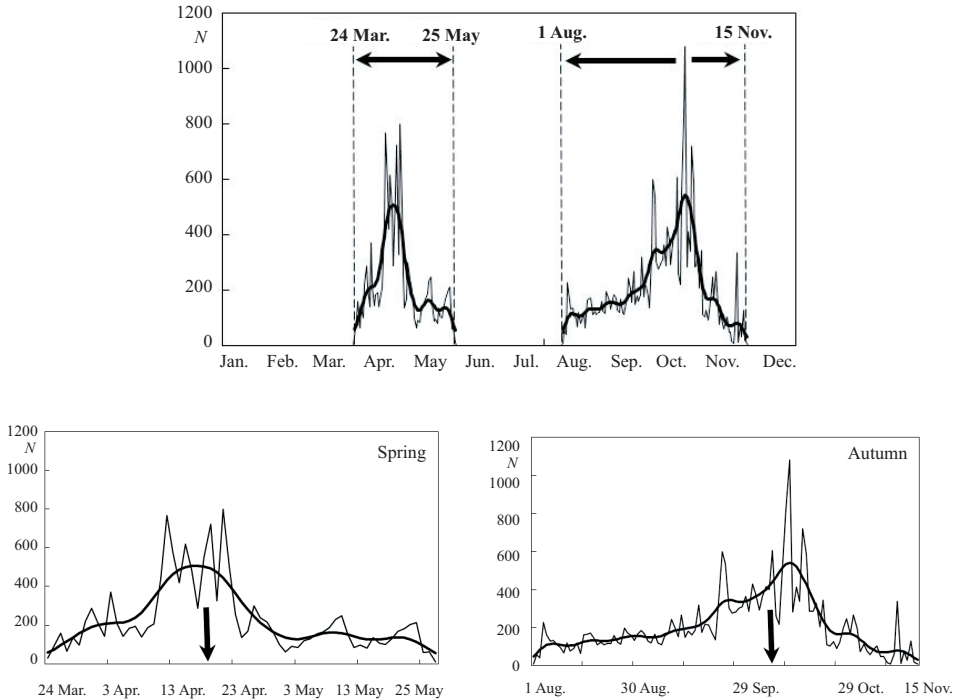 1200
N
24 Mar. 25 May 1 Aug. 15 Nov.
1000
800
600
400
200
0
Jan. Feb. Mar. Apr. May Jun. Jul. Aug. Sep. Oct. Nov. Dec.
1200
N
Spring
1000
800
600
400
200
0
24 Mar. 3 Apr. 13 Apr. 23 Apr. 3 May 13 May 25 May
1200
N
Autumn
1000
800
600
400
200
0
1 Aug. 30 Aug. 29 Sep. 29 Oct. 15 Nov.